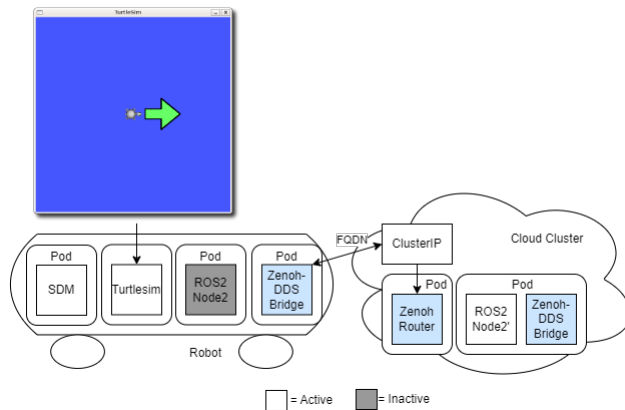 TurtleSim
FQDN
ClusterIP
Cloud Cluster
Pod
SDM
Pod
Turtlesim
Pod
ROS2
Node2
Pod
Zenoh-
DDS
Bridge
Pod
Zenoh
Router
Pod
ROS2
Node2'
Zenoh-
DDS
Bridge
Robot
= Active
= Inactive